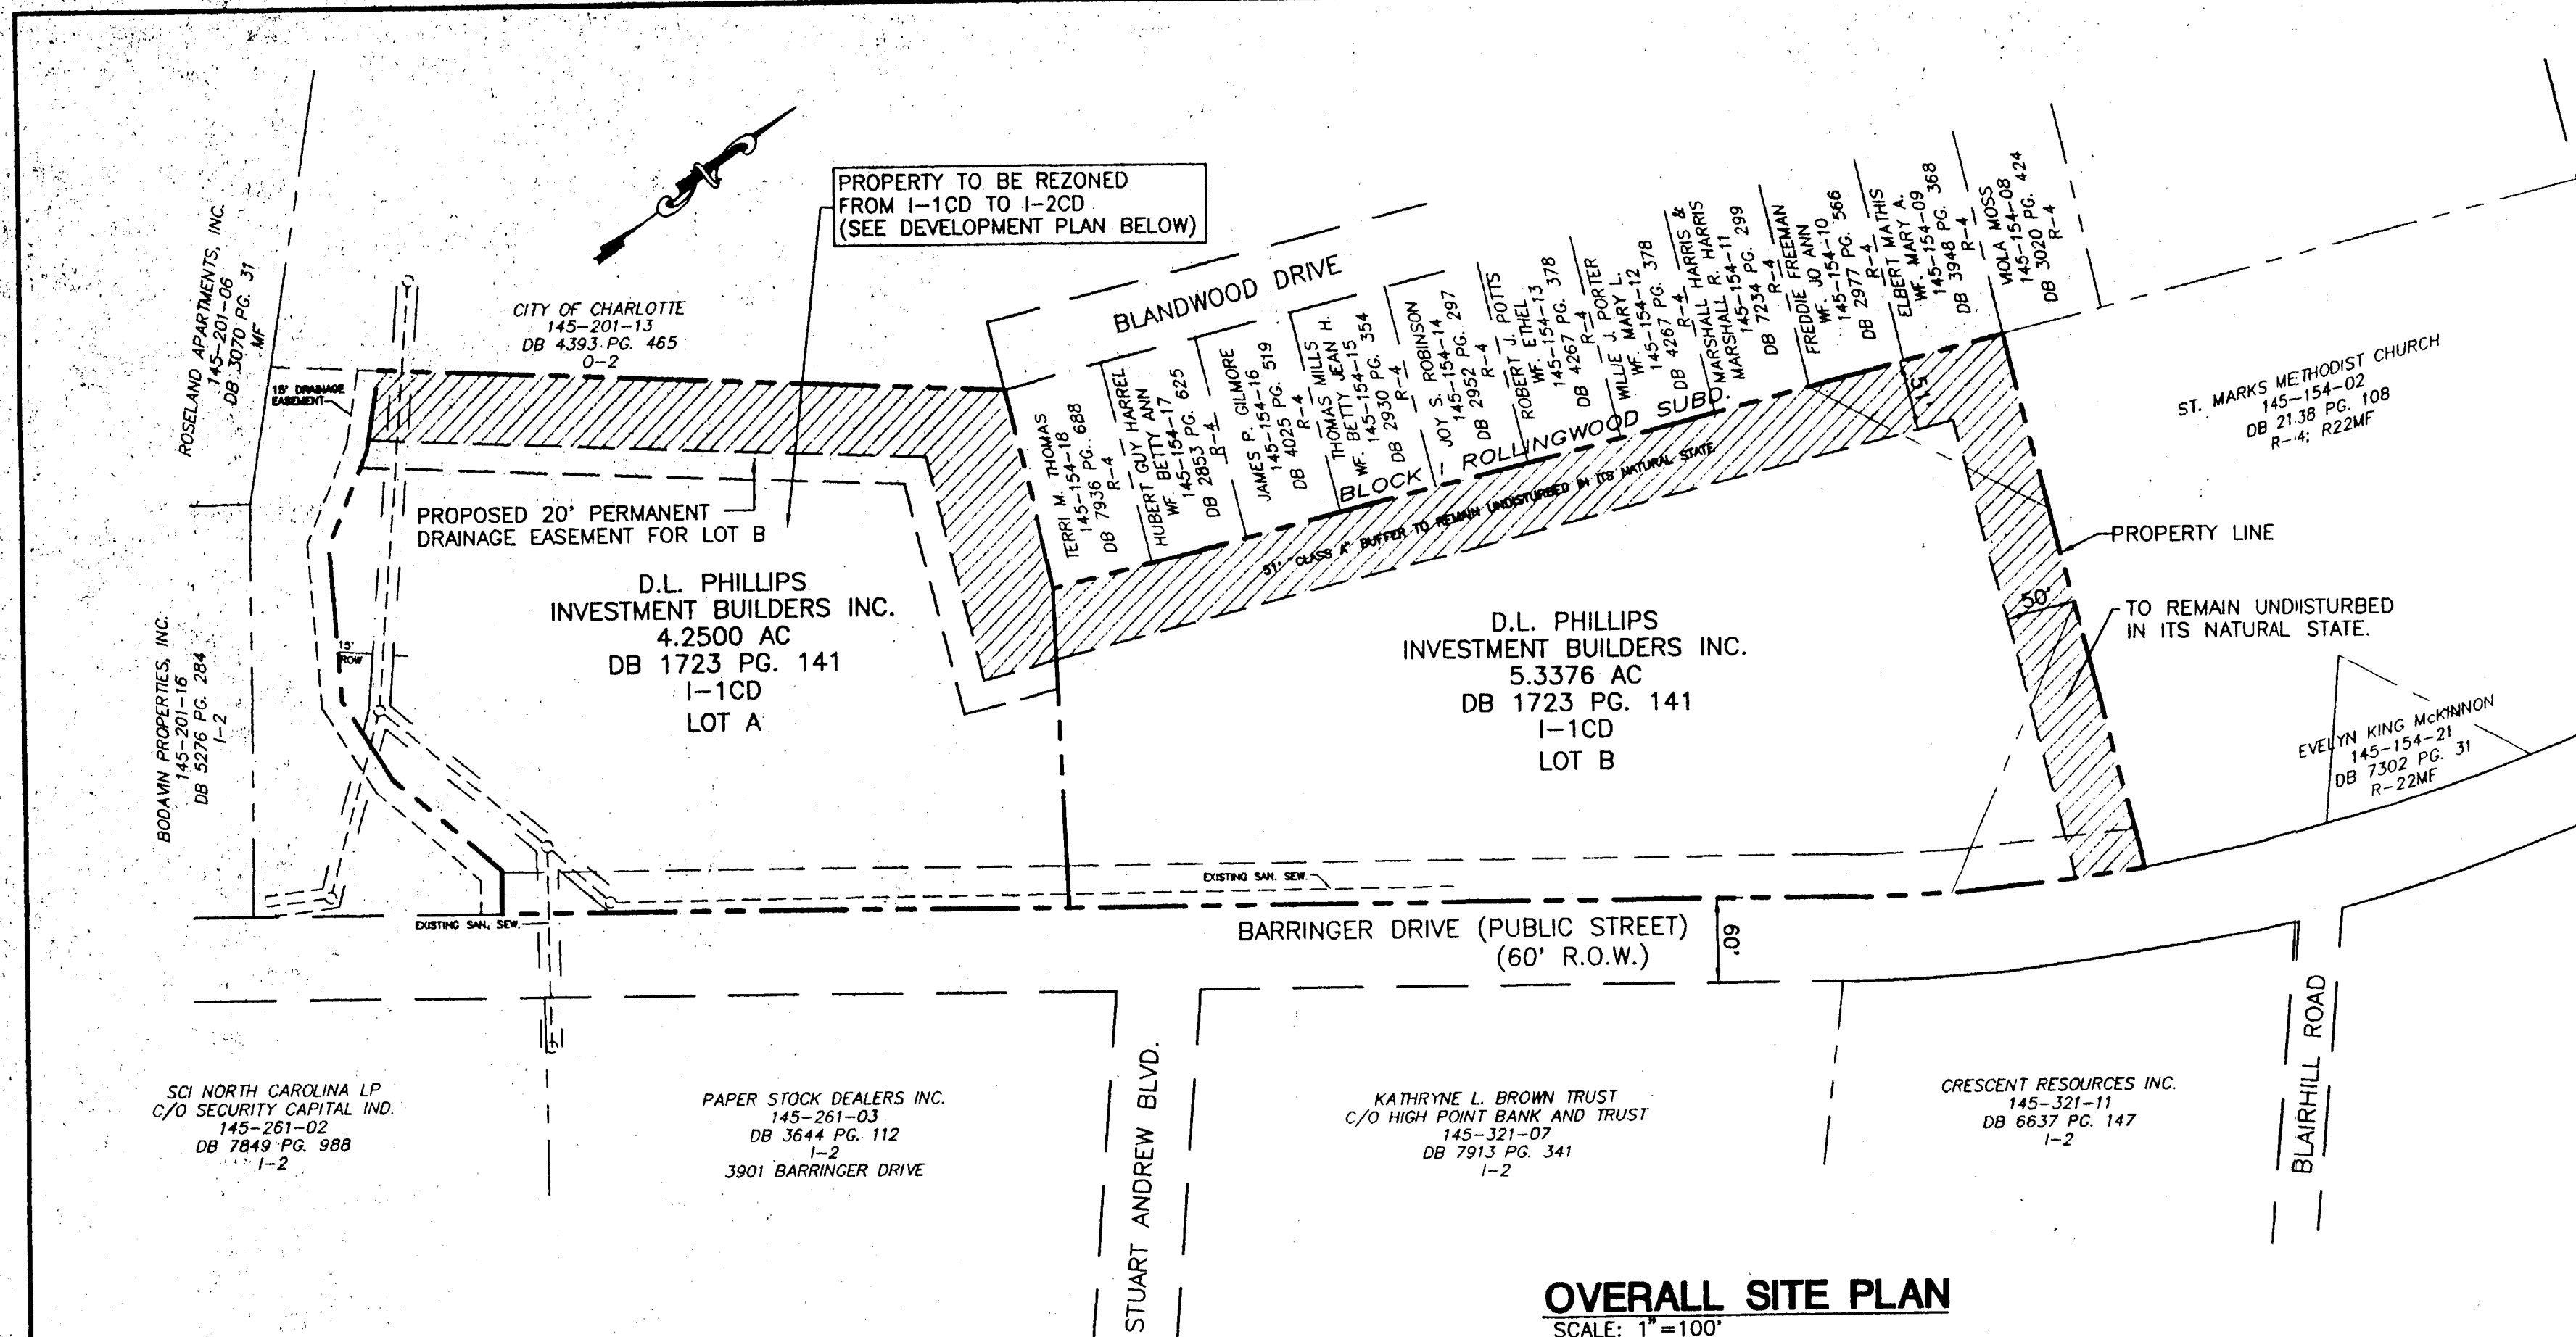 PROPERTY TO BE REZONED
FROM I-1CD TO I-2CD
(SEE DEVELOPMENT PLAN BELOW)
ROSELAND APARTMENTS, INC.
145-201-06
DB 3070 PG. 31
MF
CITY OF CHARLOTTE
145-201-13
DB 4393 PG. 465
O-2
15' DRAINAGE
EASEMENT
BLANDWOOD DRIVE
TERRI M. THOMAS
145-154-18
DB 7936 PG. 688
R-4
HUBERT GUY HARREL
WF. BETTY ANN
145-154-17
DB 2853 PG. 625
R-4
JAMES P. GILMORE
145-154-16
DB 4025 PG. 519
R-4
THOMAS MILLS
WF. BETTY JEAN H.
145-154-15
DB 2930 PG. 354
R-4
JOY S. ROBINSON
145-154-14
DB 2952 PG. 297
R-4
ROBERT J. POTTS
WF. ETHEL
145-154-13
DB 4267 PG. 378
R-4
WILLIE J. PORTER
WF. MARY L.
145-154-12
DB 4267 PG. 378
R-4
MARSHALL HARRIS &
MARSHALL R. HARRIS
145-154-11
DB 7234 PG. 299
R-4
FREDDIE FREEMAN
WF. JO ANN
145-154-10
DB 2977 PG. 566
R-4
ELBERT MATHIS
WF. MARY A.
145-154-09
DB 3948 PG. 368
R-4
VIOLA MOSS
145-154-08
DB 3020 PG. 424
R-4
BLOCK I ROLLINGWOOD SUBD.
51' "CLASS A" BUFFER TO REMAIN UNDISTURBED IN ITS NATURAL STATE
51'
ST. MARKS METHODIST CHURCH
145-154-02
DB 2138 PG. 108
R-4; R22MF
PROPERTY LINE
50'
TO REMAIN UNDISTURBED
IN ITS NATURAL STATE.
PROPOSED 20' PERMANENT
DRAINAGE EASEMENT FOR LOT B
D.L. PHILLIPS
INVESTMENT BUILDERS INC.
4.2500 AC
DB 1723 PG. 141
I-1CD
LOT A
D.L. PHILLIPS
INVESTMENT BUILDERS INC.
5.3376 AC
DB 1723 PG. 141
I-1CD
LOT B
BODAVIN PROPERTIES, INC.
145-201-16
DB 5276 PG. 284
I-2
15'
ROW
EVELYN KING McKINNON
145-154-21
DB 7302 PG. 31
R-22MF
EXISTING SAN. SEW.
EXISTING SAN. SEW.
BARRINGER DRIVE (PUBLIC STREET)
(60' R.O.W.)
60'
SCI NORTH CAROLINA LP
C/O SECURITY CAPITAL IND.
145-261-02
DB 7849 PG. 988
I-2
PAPER STOCK DEALERS INC.
145-261-03
DB 3644 PG. 112
I-2
3901 BARRINGER DRIVE
STUART ANDREW BLVD.
KATHRYNE L. BROWN TRUST
C/O HIGH POINT BANK AND TRUST
145-321-07
DB 7913 PG. 341
I-2
CRESCENT RESOURCES INC.
145-321-11
DB 6637 PG. 147
I-2
BLAIRHILL ROAD
OVERALL SITE PLAN
SCALE: 1"=100'